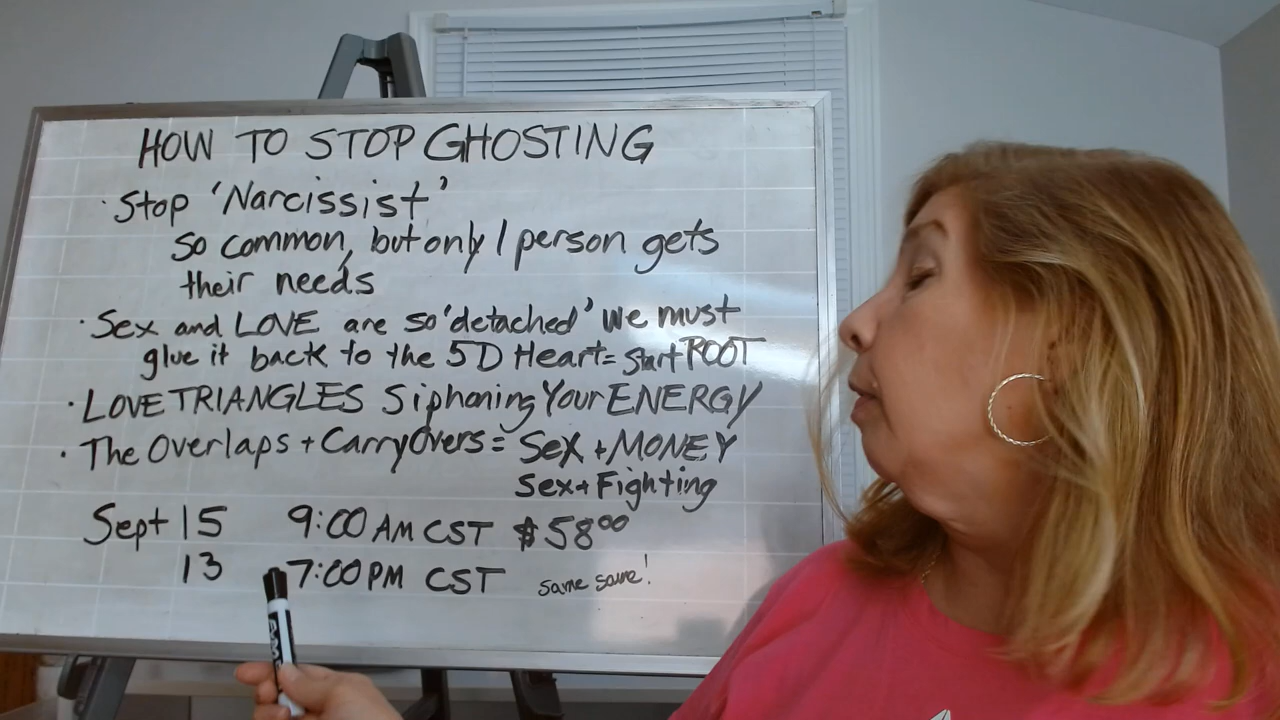 HOW TO STOP GHOSTING
· Stop 'Narcissist'
so common, but only 1 person gets
their needs
· Sex and LOVE are so 'detached' we must
glue it back to the 5D Heart = Start ROOT
· LOVE TRIANGLES Siphoning Your ENERGY
· The Overlaps + CarryOvers = Sex + MONEY
Sex + Fighting
Sept 15 9:00 AM CST $58⁰⁰
13 7:00 PM CST same same!